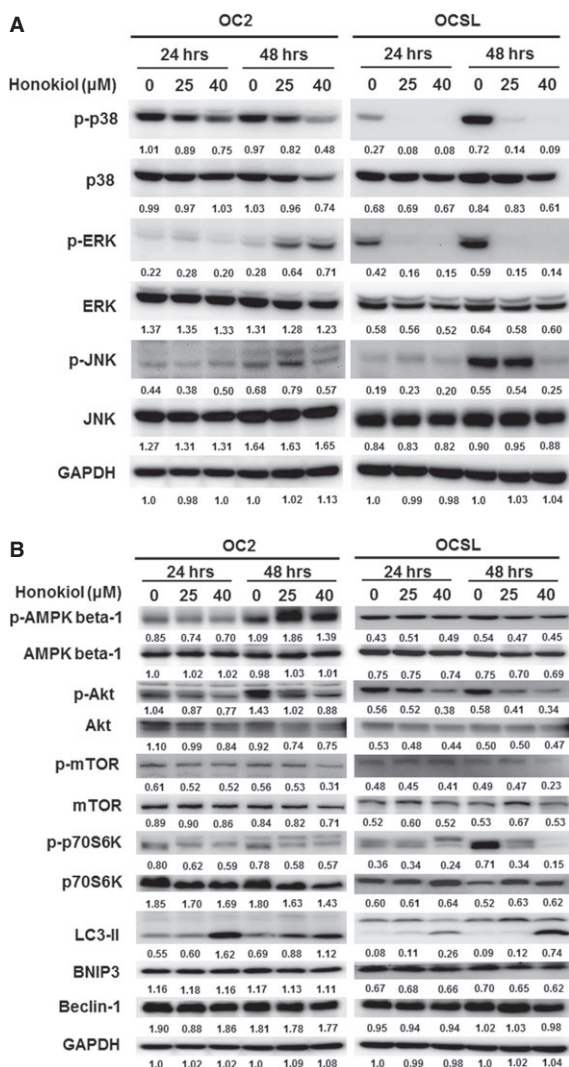 A
OC2 OCSL
24 hrs 48 hrs 24 hrs 48 hrs
Honokiol (µM) 0 25 40 0 25 40 0 25 40 0 25 40
p-p38
1.01 0.89 0.75 0.97 0.82 0.48 0.27 0.08 0.08 0.72 0.14 0.09
p38
0.99 0.97 1.03 1.03 0.96 0.74 0.68 0.69 0.67 0.84 0.83 0.61
p-ERK
0.22 0.28 0.20 0.28 0.64 0.71 0.42 0.16 0.15 0.59 0.15 0.14
ERK
1.37 1.35 1.33 1.31 1.28 1.23 0.58 0.56 0.52 0.64 0.58 0.60
p-JNK
0.44 0.38 0.50 0.68 0.79 0.57 0.19 0.23 0.20 0.55 0.54 0.25
JNK
1.27 1.31 1.31 1.64 1.63 1.65 0.84 0.83 0.82 0.90 0.95 0.88
GAPDH
1.0 0.98 1.0 1.0 1.02 1.13 1.0 0.99 0.98 1.0 1.03 1.04
B
OC2 OCSL
24 hrs 48 hrs 24 hrs 48 hrs
Honokiol (µM) 0 25 40 0 25 40 0 25 40 0 25 40
p-AMPK beta-1
0.85 0.74 0.70 1.09 1.86 1.39 0.43 0.51 0.49 0.54 0.47 0.45
AMPK beta-1
1.0 1.02 1.02 0.98 1.03 1.01 0.75 0.75 0.74 0.75 0.70 0.69
p-Akt
1.04 0.87 0.77 1.43 1.02 0.88 0.56 0.52 0.38 0.58 0.41 0.34
Akt
1.10 0.99 0.84 0.92 0.74 0.75 0.53 0.48 0.44 0.50 0.50 0.47
p-mTOR
0.61 0.52 0.52 0.56 0.53 0.31 0.48 0.45 0.41 0.49 0.47 0.23
mTOR
0.89 0.90 0.86 0.84 0.82 0.71 0.52 0.60 0.52 0.53 0.67 0.53
p-p70S6K
0.80 0.62 0.59 0.78 0.58 0.57 0.36 0.34 0.24 0.71 0.34 0.15
p70S6K
1.85 1.70 1.69 1.80 1.63 1.43 0.60 0.61 0.64 0.52 0.63 0.62
LC3-II
0.55 0.60 1.62 0.69 0.88 1.12 0.08 0.11 0.26 0.09 0.12 0.74
BNIP3
1.16 1.18 1.16 1.17 1.13 1.11 0.67 0.68 0.66 0.70 0.65 0.62
Beclin-1
1.90 0.88 1.86 1.81 1.78 1.77 0.95 0.94 0.94 1.02 1.03 0.98
GAPDH
1.0 1.02 1.02 1.0 1.09 1.08 1.0 0.99 0.98 1.0 1.02 1.04